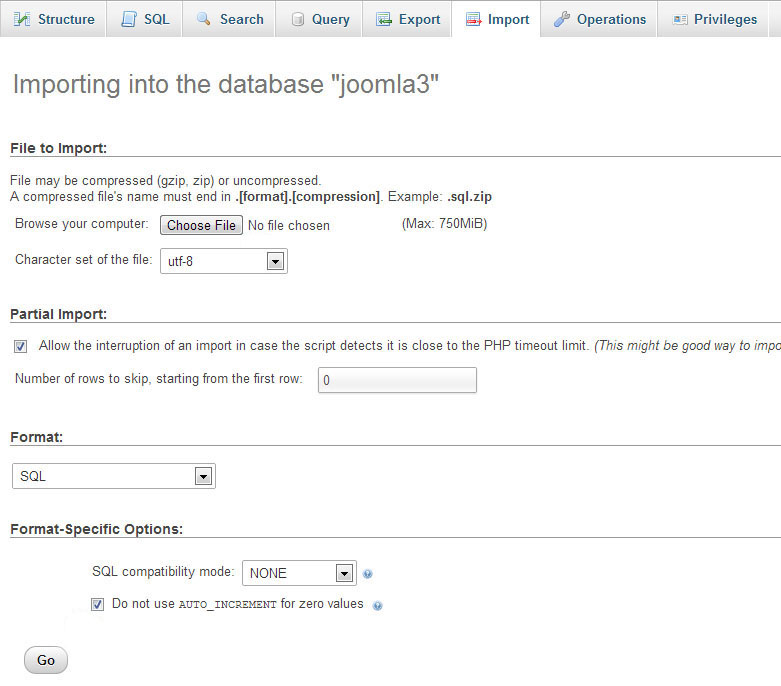 Structure SQL Search Query Export Import Operations Privileges
Importing into the database "joomla3"
File to Import:
File may be compressed (gzip, zip) or uncompressed.
A compressed file's name must end in .[format].[compression]. Example: .sql.zip
Browse your computer: Choose File No file chosen (Max: 750MiB)
Character set of the file: utf-8
Partial Import:
Allow the interruption of an import in case the script detects it is close to the PHP timeout limit. (This might be good way to impo
Number of rows to skip, starting from the first row: 0
Format:
SQL
Format-Specific Options:
SQL compatibility mode: NONE
Do not use AUTO_INCREMENT for zero values
Go